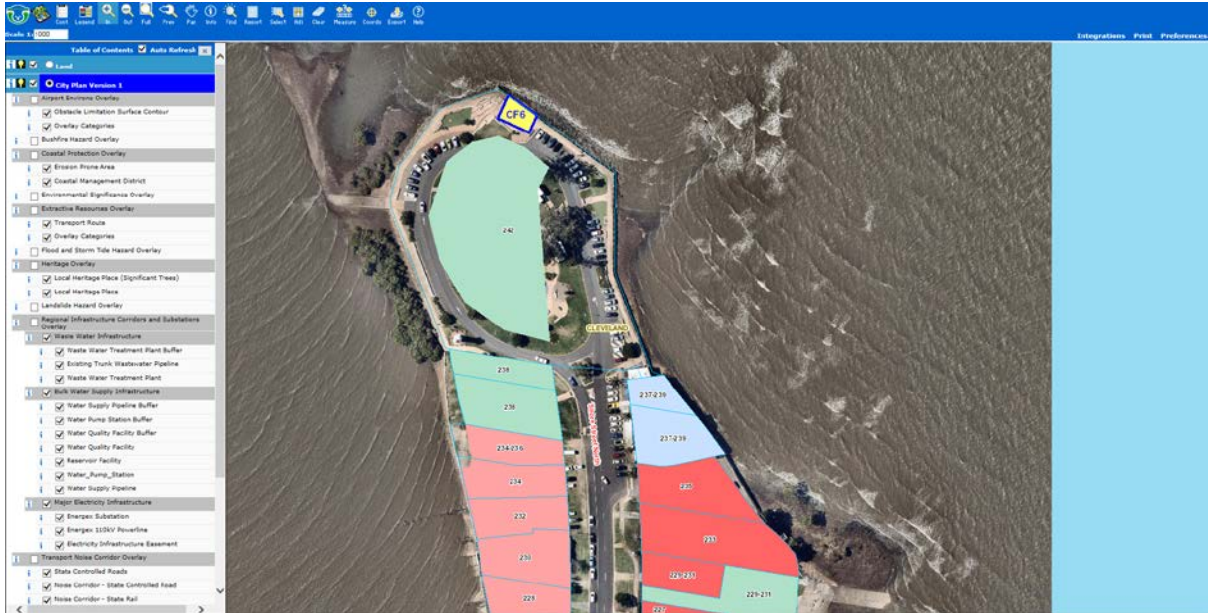 Cont Legend In Out Full Prev Pan Info Find Report Select Add Clear Measure Coords Export Help
Scale 1: 1000
Integrations Print Preferences
Table of Contents Auto Refresh
Land
City Plan Version 1
Airport Environs Overlay
Obstacle Limitation Surface Contour
Overlay Categories
Bushfire Hazard Overlay
Coastal Protection Overlay
Erosion Prone Area
Coastal Management District
Environmental Significance Overlay
Extractive Resources Overlay
Transport Route
Overlay Categories
Flood and Storm Tide Hazard Overlay
Heritage Overlay
Local Heritage Place (Significant Trees)
Local Heritage Place
Landslide Hazard Overlay
Regional Infrastructure Corridors and Substations
Overlay
Waste Water Infrastructure
Waste Water Treatment Plant Buffer
Existing Trunk Wastewater Pipeline
Waste Water Treatment Plant
Bulk Water Supply Infrastructure
Water Supply Pipeline Buffer
Water Pump Station Buffer
Water Quality Facility Buffer
Water Quality Facility
Reservoir Facility
Water_Pump_Station
Water Supply Pipeline
Major Electricity Infrastructure
Energex Substation
Energex 110kV Powerline
Electricity Infrastructure Easement
Transport Noise Corridor Overlay
State Controlled Roads
Noise Corridor - State Controlled Road
Noise Corridor - State Rail
CF6
242
CLEVELAND
238
237-239
238
237-239
234-236
234
235
232
233
230
229-231
229-231
228
227